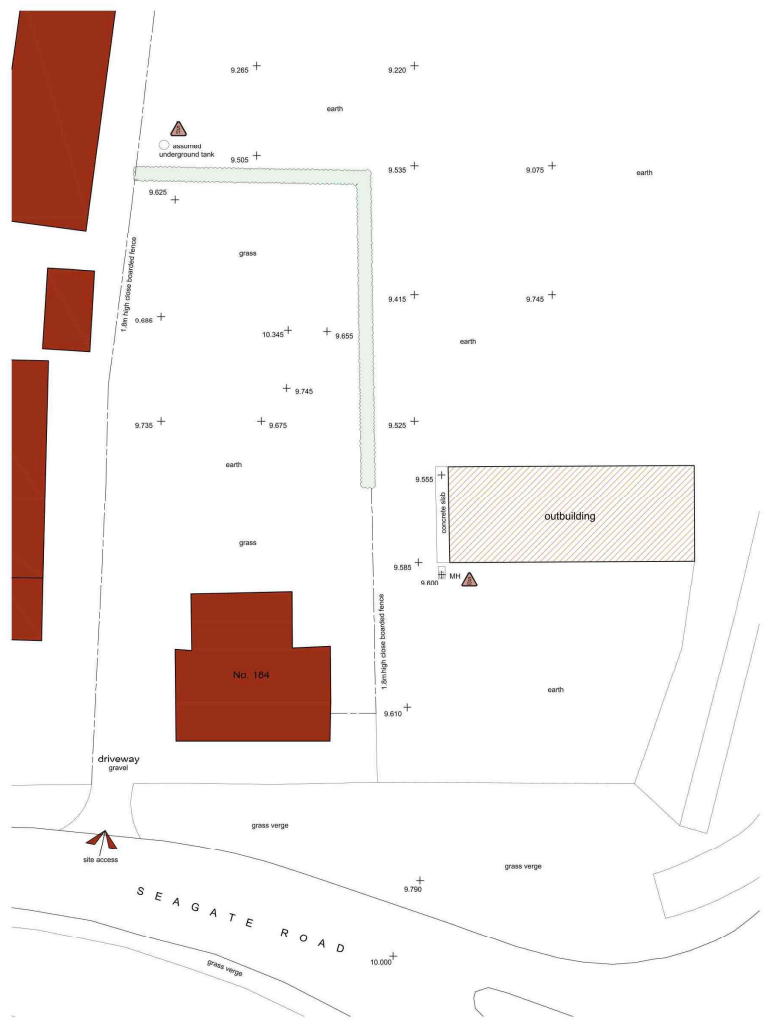 9.265
9.220
earth
assumed
underground tank
9.505
9.535
9.075
earth
9.625
1.8m high close boarded fence
grass
9.415
9.745
9.686
10.345
9.655
earth
9.745
9.735
9.675
9.525
earth
9.555
concrete slab
outbuilding
grass
9.585
9.600
MH
1.8m high close boarded fence
No. 184
earth
9.610
driveway
gravel
grass verge
site access
grass verge
9.790
SEAGATE ROAD
10.000
grass verge